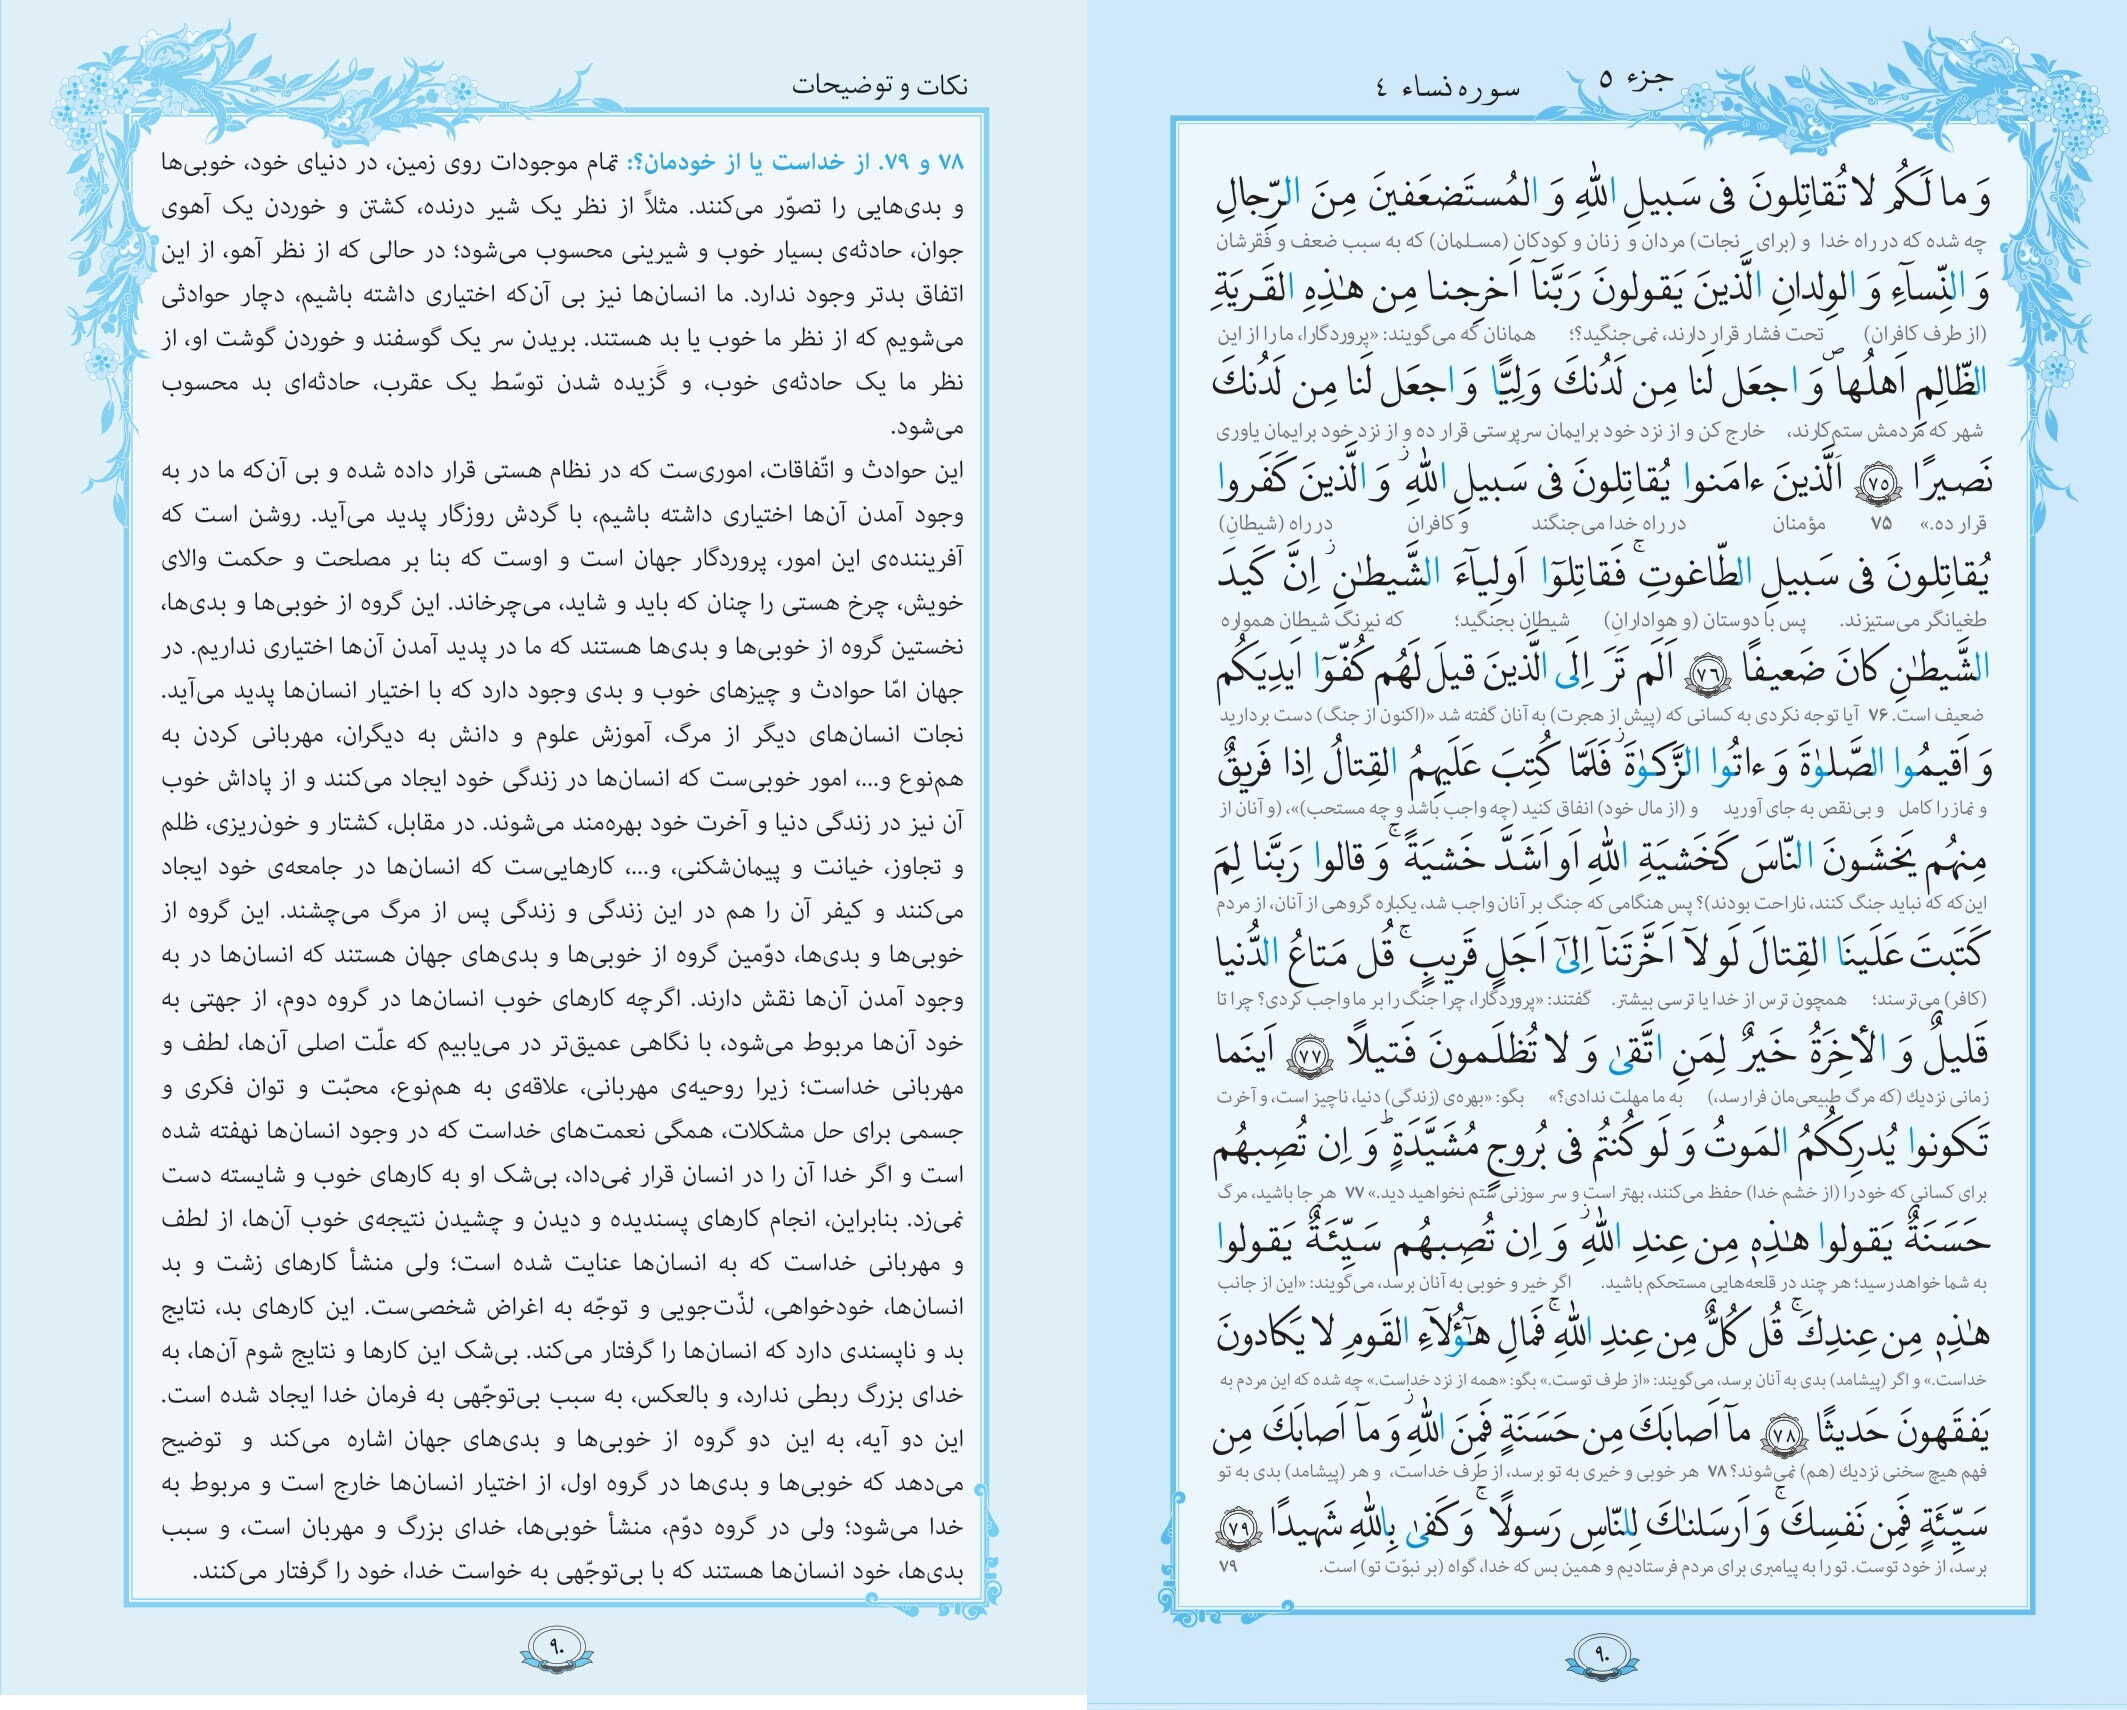 جزء ٥
سوره نساء ٤
وَ ما لَكُم لا تُقاتِلونَ فی سَبيلِ اللّٰهِ وَ المُستَضعَفينَ مِنَ الرِّجالِ
چه شده که در راه خدا و (برای نجات) مردان و زنان و کودکان (مسلمان) که به سبب ضعف و فقرشان
وَ النِّسآءِ وَ الوِلدانِ الَّذينَ يَقولونَ رَبَّنآ اَخرِجنا مِن هٰذِهِ القَريَةِ
(از طرف کافران) تحت فشار قرار دارند، نمی‌جنگید؟؛ همانان که می‌گویند: «پروردگارا، ما را از این
الظّالِمِ اَهلُها ۖ وَ اجعَل لَنا مِن لَدُنكَ وَلِيًّا وَ اجعَل لَنا مِن لَدُنكَ
شهر که مردمش ستم‌کارند، خارج کن و از نزد خود برایمان سرپرستی قرار ده و از نزد خود برایمان یاوری
نَصيرًا ﴿٧٥﴾ اَلَّذينَ ءامَنوا يُقاتِلونَ فی سَبيلِ اللّٰهِ ز وَ الَّذينَ كَفَروا
قرار ده.» ۷۵ مؤمنان در راه خدا می‌جنگند و کافران در راه (شیطانِ)
يُقاتِلونَ فی سَبيلِ الطّاغوتِ ۚ فَقاتِلوٓا اَولِيآءَ الشَّيطـٰنِ ز اِنَّ كَيدَ
طغیانگر می‌ستیزند. پس با دوستان (و هوادارانِ) شیطان بجنگید؛ که نیرنگ شیطان همواره
الشَّيطـٰنِ كانَ ضَعيفًا ﴿٧٦﴾ اَلَم تَرَ اِلَى الَّذينَ قيلَ لَهُم كُفّوٓا اَيدِيَكُم
ضعیف است. ۷۶ آیا توجه نکردی به کسانی که (پیش از هجرت) به آنان گفته شد «(اکنون از جنگ) دست بردارید
وَ اَقيمُوا الصَّلوٰةَ وَ ءاتُوا الزَّكوٰةَ ز فَلَمّا كُتِبَ عَلَيهِمُ القِتالُ اِذا فَريقٌ
و نماز را کامل و بی‌نقص به جای آورید و (از مال خود) انفاق کنید (چه واجب باشد و چه مستحب)»، (و آنان از
مِنهُم يَخشَونَ النّاسَ كَخَشيَةِ اللّٰهِ اَو اَشَدَّ خَشيَةً ۚ وَ قالوا رَبَّنا لِمَ
این‌که که نباید جنگ کنند، ناراحت بودند)؟ پس هنگامی که جنگ بر آنان واجب شد، یکباره گروهی از آنان، از مردم
كَتَبتَ عَلَينَا القِتالَ لَو لآ اَخَّرتَنآ اِلىٰٓ اَجَلٍ قَريبٍ ۚ قُل مَتاعُ الدُّنيا
(کافر) می‌ترسند؛ همچون ترس از خدا یا ترسی بیشتر. گفتند: «پروردگارا، چرا جنگ را بر ما واجب کردی؟ چرا تا
قَليلٌ وَ الأخِرَةُ خَيرٌ لِمَنِ اتَّقىٰ وَ لا تُظلَمونَ فَتيلاً ﴿٧٧﴾ اَينَما
زمانی نزدیك (که مرگ طبیعی‌مان فرارسد،) به ما مهلت ندادی؟» بگو: «بهره‌ی (زندگی) دنیا، ناچیز است، و آخرت
تَكونوا يُدرِككُمُ المَوتُ وَ لَو كُنتُم فی بُروجٍ مُشَيَّدَةٍ ۗ وَ اِن تُصِبهُم
برای کسانی که خود را (از خشم خدا) حفظ می‌کنند، بهتر است و سر سوزنی ستم نخواهید دید.» ۷۷ هر جا باشید، مرگ
حَسَنَةٌ يَقولوا هٰذِهٖ مِن عِندِ اللّٰهِ ز وَ اِن تُصِبهُم سَيِّئَةٌ يَقولوا
به شما خواهد رسید؛ هر چند در قلعه‌هایی مستحکم باشید. اگر خیر و خوبی به آنان برسد، می‌گویند: «این از جانب
هٰذِهٖ مِن عِندِكَ ۚ قُل كُلٌّ مِن عِندِ اللّٰهِ ۚ فَمالِ هٰٓؤُلآءِ القَومِ لا يَكادونَ
خداست.» و اگر (پیشامد) بدی به آنان برسد، می‌گویند: «از طرف توست.» بگو: «همه از نزد خداست.» چه شده که این مردم به
يَفقَهونَ حَديثًا ﴿٧٨﴾ مآ اَصابَكَ مِن حَسَنَةٍ فَمِنَ اللّٰهِ ز وَ مآ اَصابَكَ مِن
فهم هیچ سخنی نزدیك (هم) نمی‌شوند؟ ۷۸ هر خوبی و خیری به تو برسد، از طرف خداست، و هر (پیشامد) بدی به تو
سَيِّئَةٍ فَمِن نَفسِكَ ۚ وَ اَرسَلنـٰكَ لِلنّاسِ رَسولاً ۚ وَ كَفىٰ بِاللّٰهِ شَهيدًا ﴿٧٩﴾
برسد، از خود توست. تو را به پیامبری برای مردم فرستادیم و همین بس که خدا، گواه (بر نبوّت تو) است. ۷۹
۹۰
نکات و توضیحات
۷۸ و ۷۹. از خداست یا از خودمان؟: تمام موجودات روی زمین، در دنیای خود، خوبی‌ها
و بدی‌هایی را تصوّر می‌کنند. مثلاً از نظر یک شیر درنده، کشتن و خوردن یک آهوی
جوان، حادثه‌ی بسیار خوب و شیرینی محسوب می‌شود؛ در حالی که از نظر آهو، از این
اتفاق بدتر وجود ندارد. ما انسان‌ها نیز بی آن‌که اختیاری داشته باشیم، دچار حوادثی
می‌شویم که از نظر ما خوب یا بد هستند. بریدن سر یک گوسفند و خوردن گوشت او، از
نظر ما یک حادثه‌ی خوب، و گَزیده شدن توسّط یک عقرب، حادثه‌ای بد محسوب
می‌شود.
این حوادث و اتّفاقات، اموری‌ست که در نظام هستی قرار داده شده و بی آن‌که ما در به
وجود آمدن آن‌ها اختیاری داشته باشیم، با گردش روزگار پدید می‌آید. روشن است که
آفریننده‌ی این امور، پروردگار جهان است و اوست که بنا بر مصلحت و حکمت والای
خویش، چرخ هستی را چنان که باید و شاید، می‌چرخاند. این گروه از خوبی‌ها و بدی‌ها،
نخستین گروه از خوبی‌ها و بدی‌ها هستند که ما در پدید آمدن آن‌ها اختیاری نداریم. در
جهان امّا حوادث و چیزهای خوب و بدی وجود دارد که با اختیار انسان‌ها پدید می‌آید.
نجات انسان‌های دیگر از مرگ، آموزش علوم و دانش به دیگران، مهربانی کردن به
هم‌نوع و...، امور خوبی‌ست که انسان‌ها در زندگی خود ایجاد می‌کنند و از پاداش خوب
آن نیز در زندگی دنیا و آخرت خود بهره‌مند می‌شوند. در مقابل، کشتار و خون‌ریزی، ظلم
و تجاوز، خیانت و پیمان‌شکنی، و...، کارهایی‌ست که انسان‌ها در جامعه‌ی خود ایجاد
می‌کنند و کیفر آن را هم در این زندگی و زندگی پس از مرگ می‌چشند. این گروه از
خوبی‌ها و بدی‌ها، دوّمین گروه از خوبی‌ها و بدی‌های جهان هستند که انسان‌ها در به
وجود آمدن آن‌ها نقش دارند. اگرچه کارهای خوب انسان‌ها در گروه دوم، از جهتی به
خود آن‌ها مربوط می‌شود، با نگاهی عمیق‌تر در می‌یابیم که علّت اصلی آن‌ها، لطف و
مهربانی خداست؛ زیرا روحیه‌ی مهربانی، علاقه‌ی به هم‌نوع، محبّت و توان فکری و
جسمی برای حل مشکلات، همگی نعمت‌های خداست که در وجود انسان‌ها نهفته شده
است و اگر خدا آن را در انسان قرار نمی‌داد، بی‌شک او به کارهای خوب و شایسته دست
نمی‌زد. بنابراین، انجام کارهای پسندیده و دیدن و چشیدن نتیجه‌ی خوب آن‌ها، از لطف
و مهربانی خداست که به انسان‌ها عنایت شده است؛ ولی منشأ کارهای زشت و بد
انسان‌ها، خودخواهی، لذّت‌جویی و توجّه به اغراض شخصی‌ست. این کارهای بد، نتایج
بد و ناپسندی دارد که انسان‌ها را گرفتار می‌کند. بی‌شک این کارها و نتایج شوم آن‌ها، به
خدای بزرگ ربطی ندارد، و بالعکس، به سبب بی‌توجّهی به فرمان خدا ایجاد شده است.
این دو آیه، به این دو گروه از خوبی‌ها و بدی‌های جهان اشاره می‌کند و توضیح
می‌دهد که خوبی‌ها و بدی‌ها در گروه اول، از اختیار انسان‌ها خارج است و مربوط به
خدا می‌شود؛ ولی در گروه دوّم، منشأ خوبی‌ها، خدای بزرگ و مهربان است، و سبب
بدی‌ها، خود انسان‌ها هستند که با بی‌توجّهی به خواست خدا، خود را گرفتار می‌کنند.
۹۰